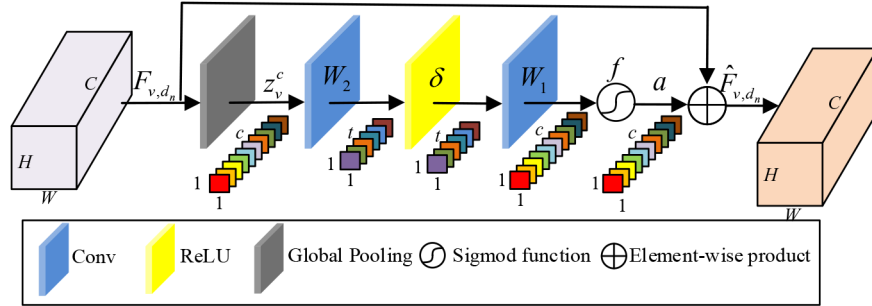 C
H
W
F_{v,d_n}
z_v^c
c
1
1
W_2
t
1
1
δ
t
1
1
W_1
c
1
1
f
c
1
1
a
\hat{F}_{v,d_n}
C
H
W
Conv
ReLU
Global Pooling
Sigmod function
Element-wise product